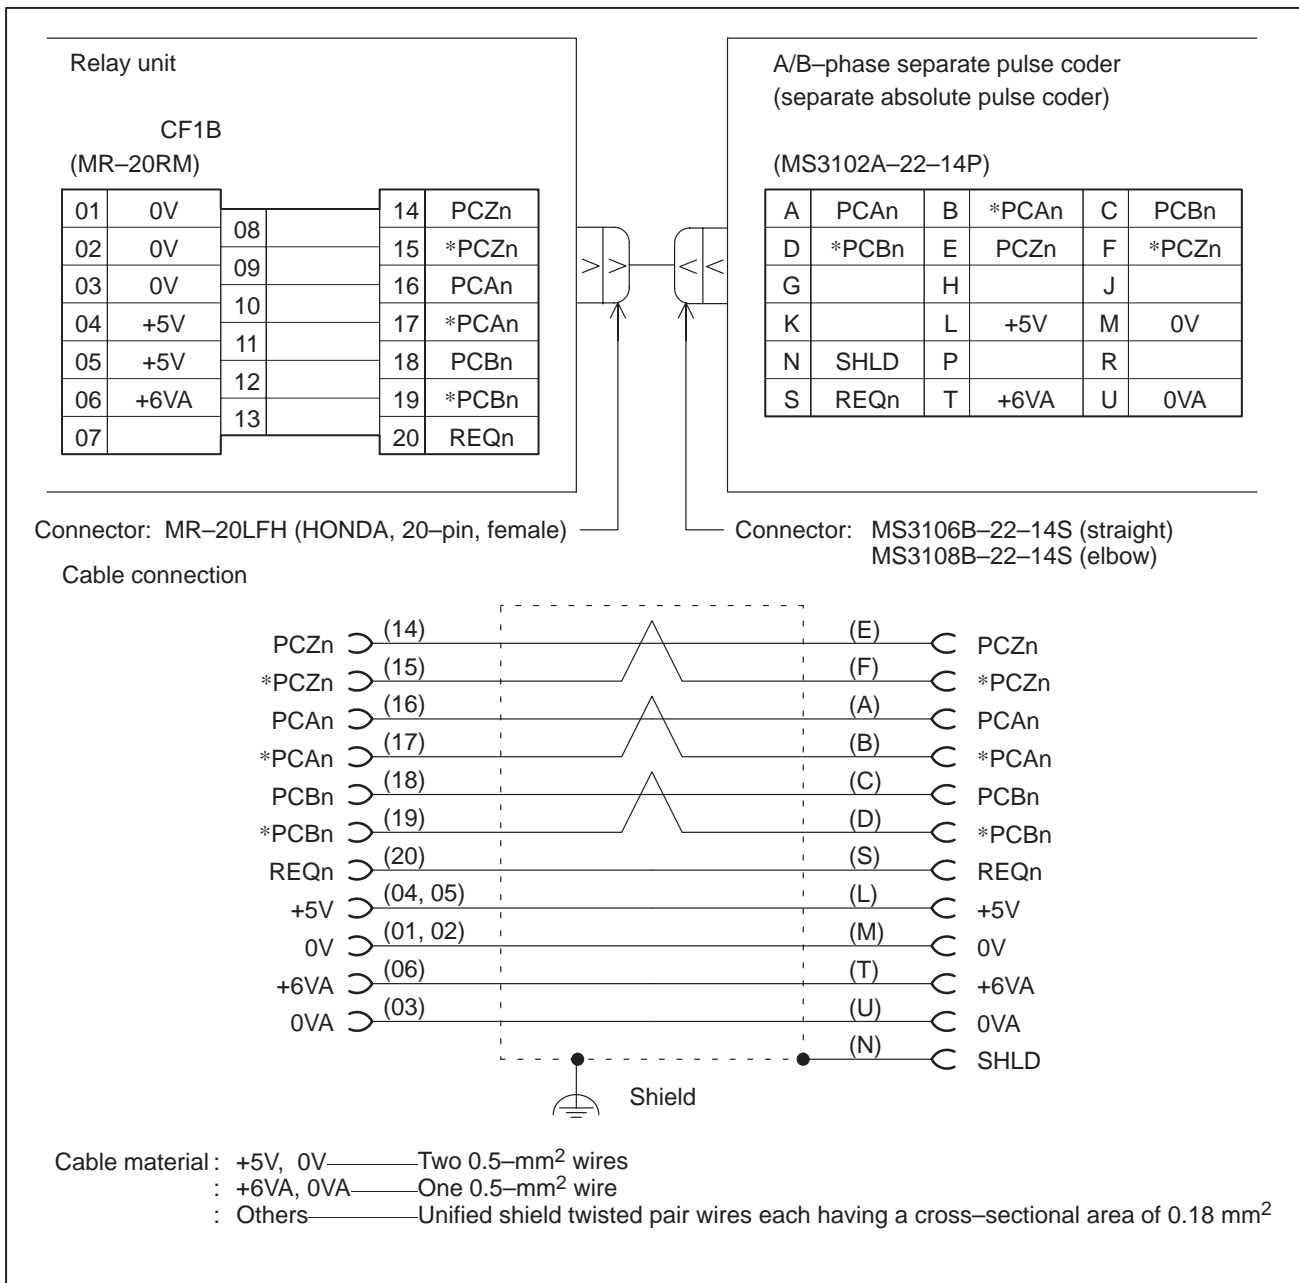 Relay unit
CF1B
(MR–20RM)
01 0V 14 PCZn
08
02 0V 15 *PCZn
09
03 0V 16 PCAn
10
04 +5V 17 *PCAn
11
05 +5V 18 PCBn
12
06 +6VA 19 *PCBn
13
07 20 REQn
A/B–phase separate pulse coder
(separate absolute pulse coder)
(MS3102A–22–14P)
A PCAn B *PCAn C PCBn
D *PCBn E PCZn F *PCZn
G H J
K L +5V M 0V
N SHLD P R
S REQn T +6VA U 0VA
Connector: MR–20LFH (HONDA, 20–pin, female)
Connector: MS3106B–22–14S (straight)
MS3108B–22–14S (elbow)
Cable connection
PCZn (14) (E) PCZn
*PCZn (15) (F) *PCZn
PCAn (16) (A) PCAn
*PCAn (17) (B) *PCAn
PCBn (18) (C) PCBn
*PCBn (19) (D) *PCBn
REQn (20) (S) REQn
+5V (04, 05) (L) +5V
0V (01, 02) (M) 0V
+6VA (06) (T) +6VA
0VA (03) (U) 0VA
(N) SHLD
Shield
Cable material : +5V, 0V Two 0.5–mm² wires
: +6VA, 0VA One 0.5–mm² wire
: Others Unified shield twisted pair wires each having a cross–sectional area of 0.18 mm²